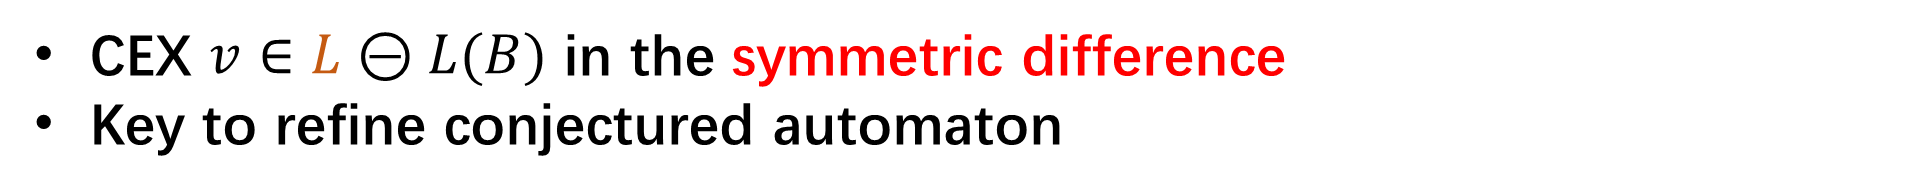 • CEX 𝑣 ∈ 𝐿 ⊖ 𝐿(𝐵) in the symmetric difference
• Key to refine conjectured automaton